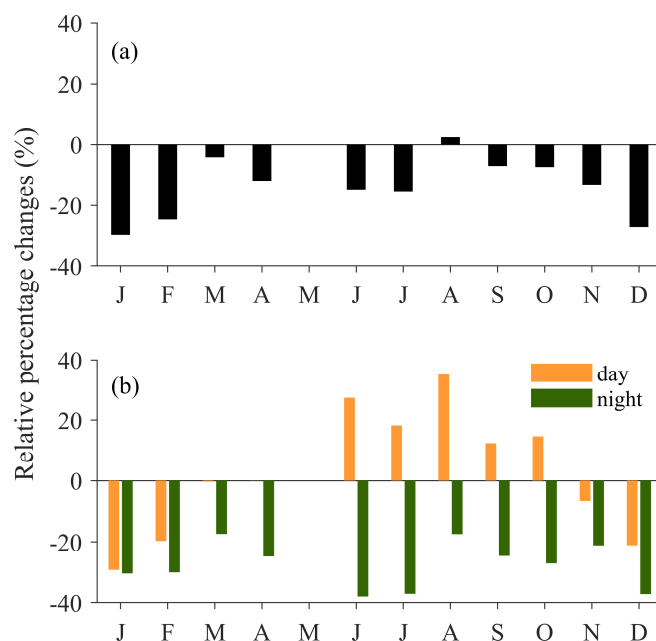 Relative percentage changes (%)
40
(a)
20
0
-20
-40
J F M A M J J A S O N D
40
(b)
day
night
20
0
-20
-40
J F M A M J J A S O N D